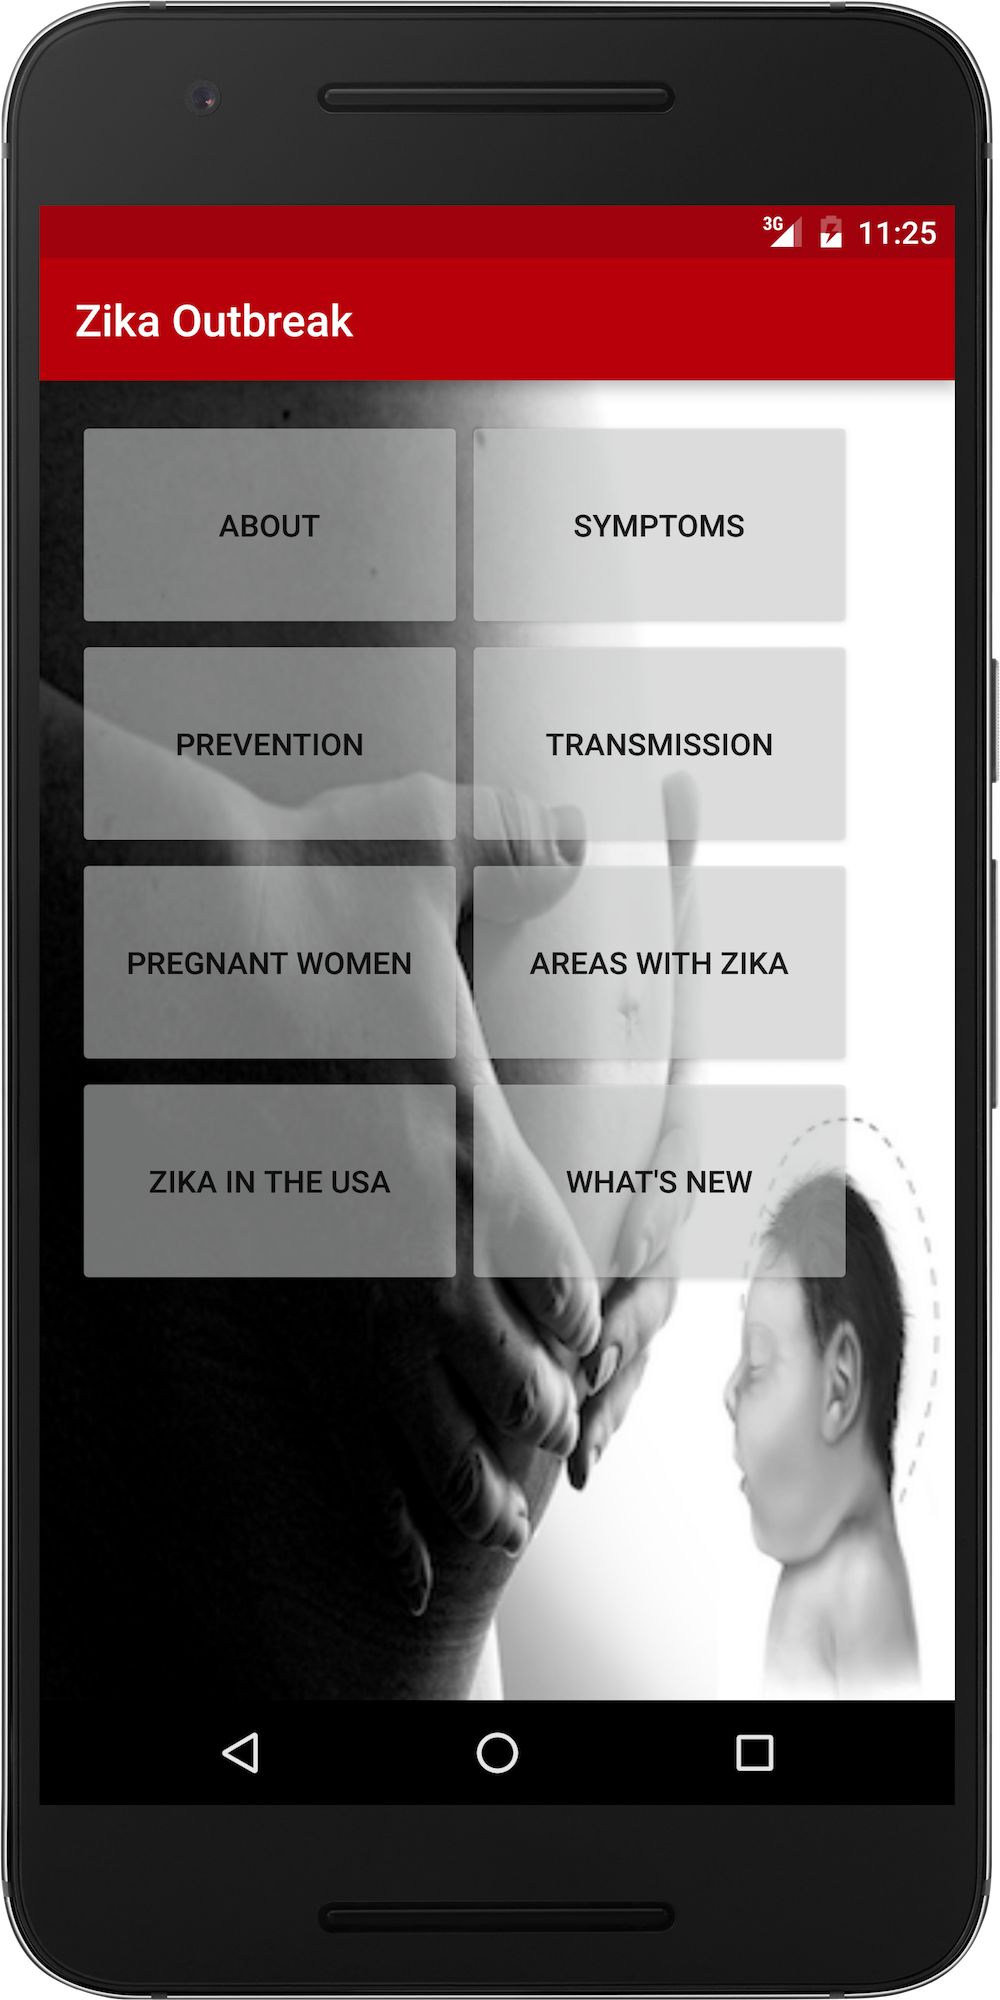 3G 11:25
Zika Outbreak
ABOUT SYMPTOMS
PREVENTION TRANSMISSION
PREGNANT WOMEN AREAS WITH ZIKA
ZIKA IN THE USA WHAT'S NEW